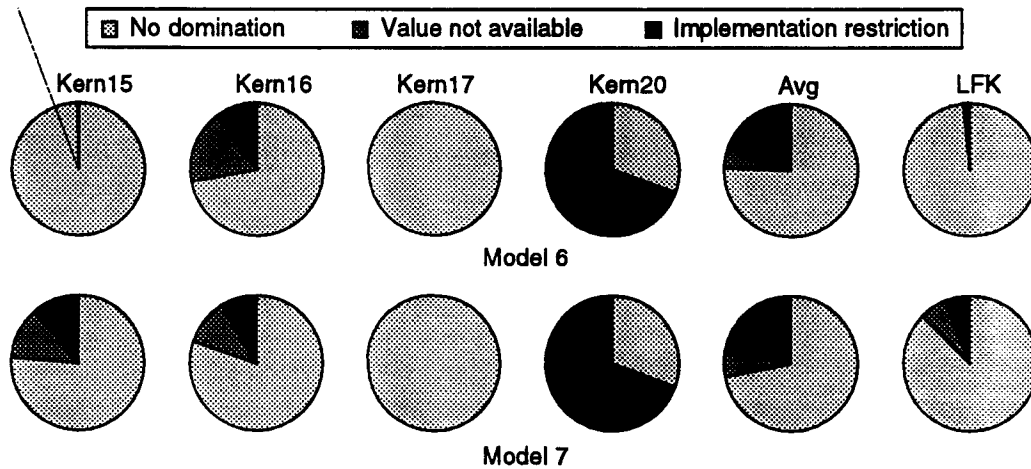 No domination Value not available Implementation restriction
Kern15 Kern16 Kern17 Kern20 Avg LFK
Model 6
Model 7